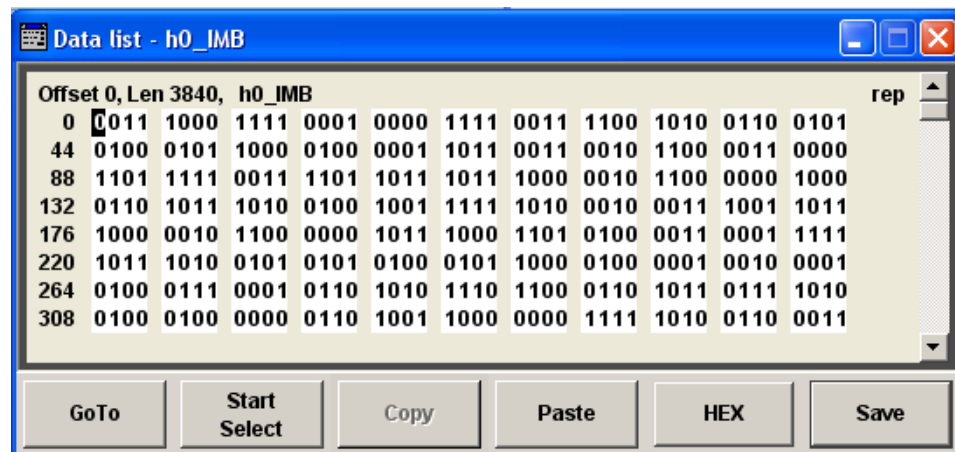 Data list - h0_IMB
Offset 0, Len 3840, h0_IMB rep
0 0011 1000 1111 0001 0000 1111 0011 1100 1010 0110 0101
44 0100 0101 1000 0100 0001 1011 0011 0010 1100 0011 0000
88 1101 1111 0011 1101 1011 1011 1000 0010 1100 0000 1000
132 0110 1011 1010 0100 1001 1111 1010 0010 0011 1001 1011
176 1000 0010 1100 0000 1011 1000 1101 0100 0011 0001 1111
220 1011 1010 0101 0101 0100 0101 1000 0100 0001 0010 0001
264 0100 0111 0001 0110 1010 1110 1100 0110 1011 0111 1010
308 0100 0100 0000 0110 1001 1000 0000 1111 1010 0110 0011
GoTo Start Select Copy Paste HEX Save